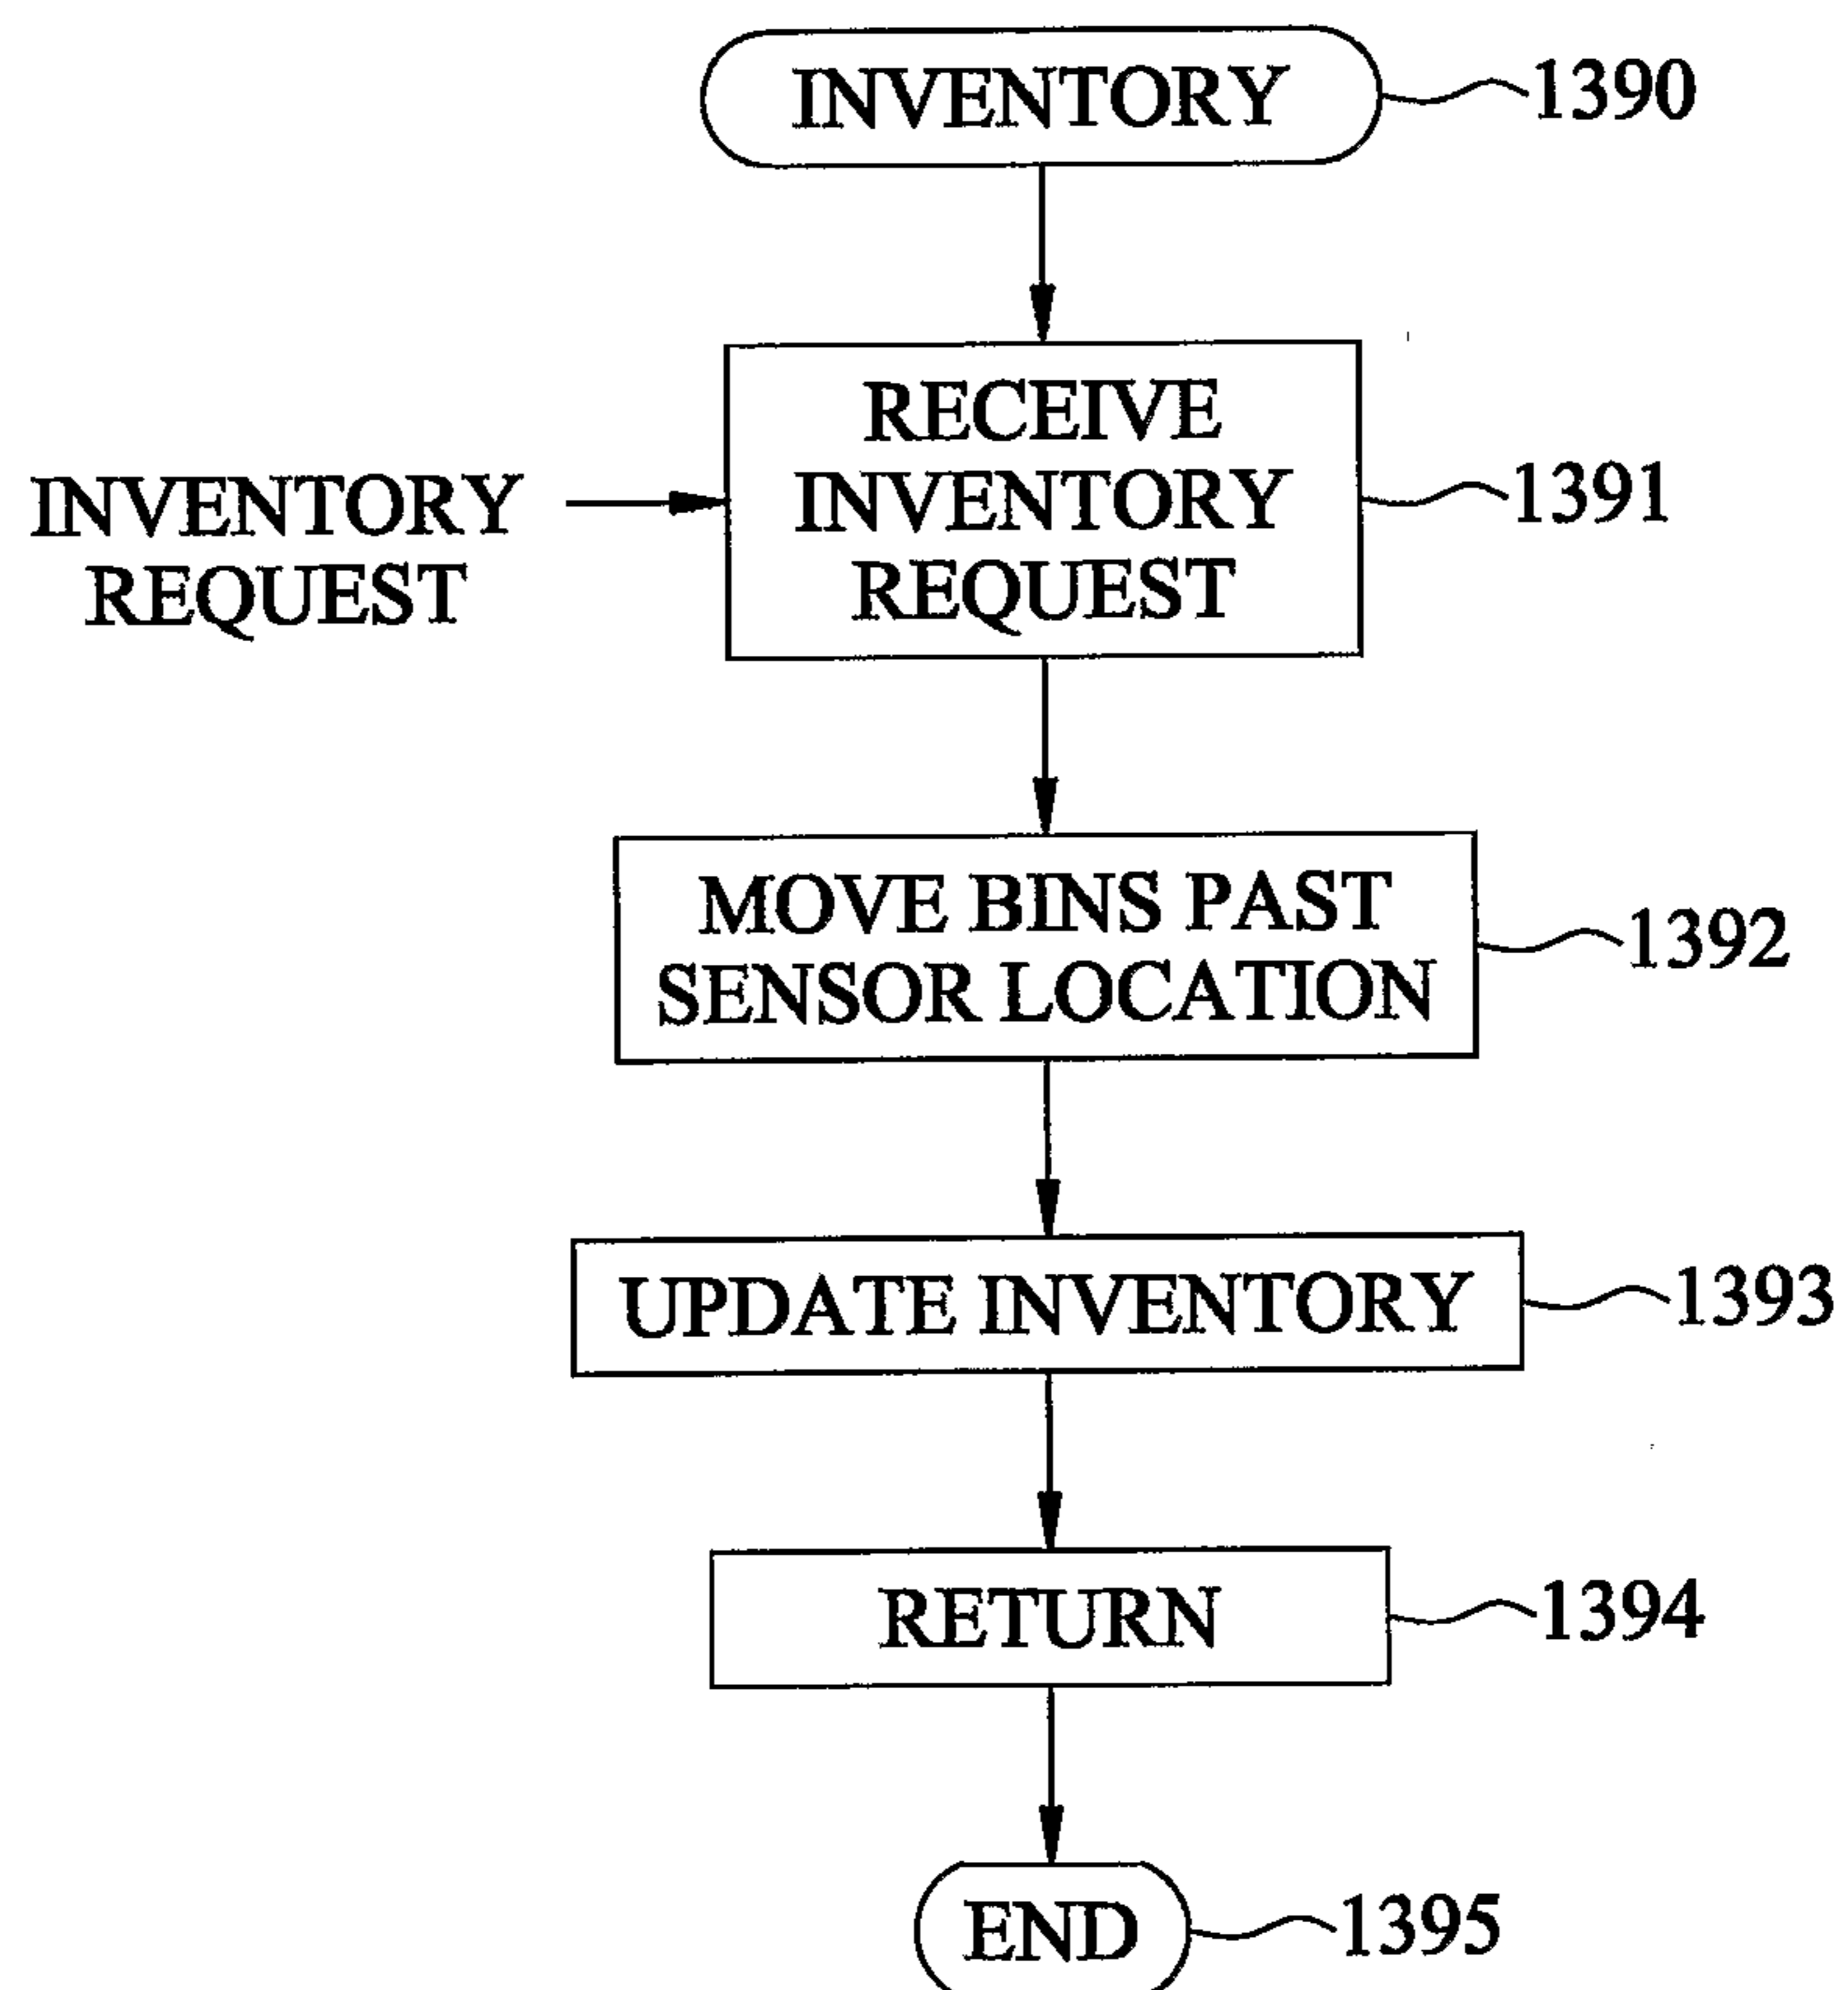 INVENTORY
1390
RECEIVE
INVENTORY
REQUEST
1391
INVENTORY
REQUEST
MOVE BINS PAST
SENSOR LOCATION
1392
UPDATE INVENTORY
1393
RETURN
1394
END
1395